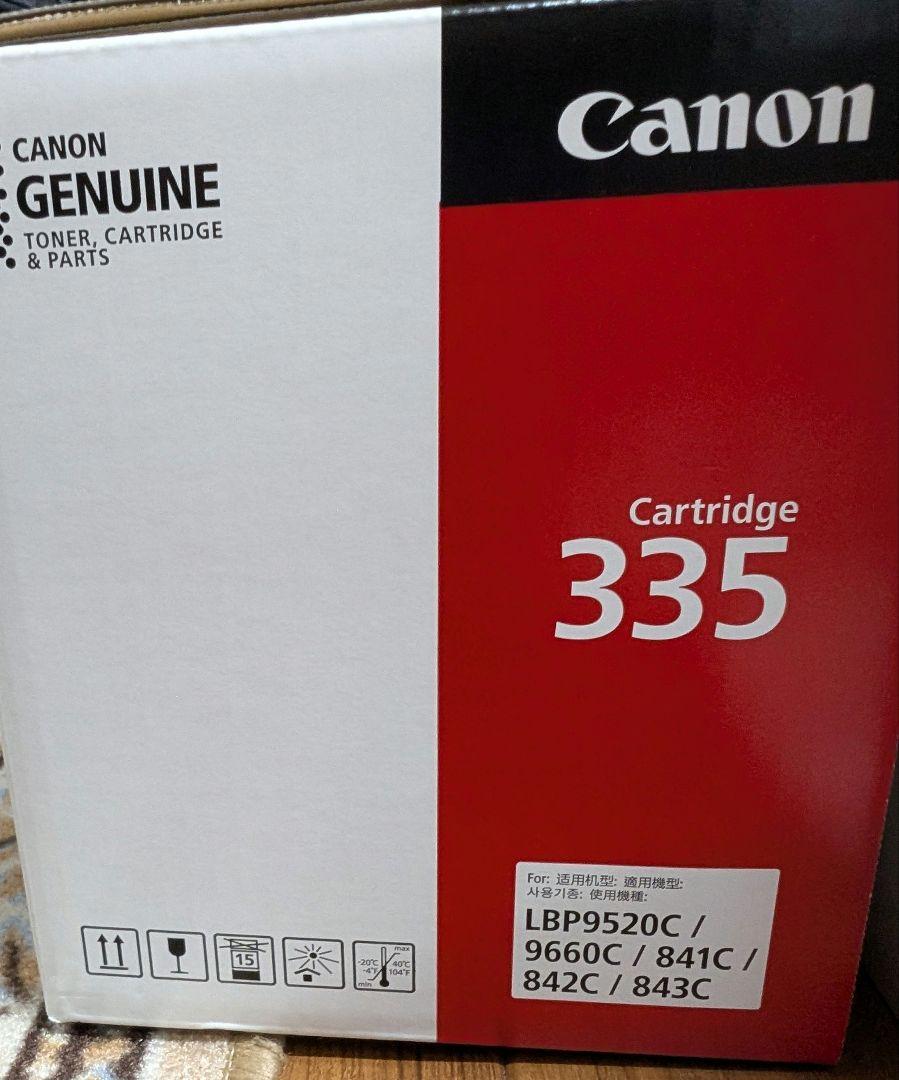 CANON
GENUINE
TONER, CARTRIDGE
& PARTS
Canon
Cartridge
335
For: 适用机型: 適用機型:
사용기종: 使用機種:
LBP9520C /
9660C / 841C /
842C / 843C
15
max
-20℃ 40℃
-4°F 104°F
min